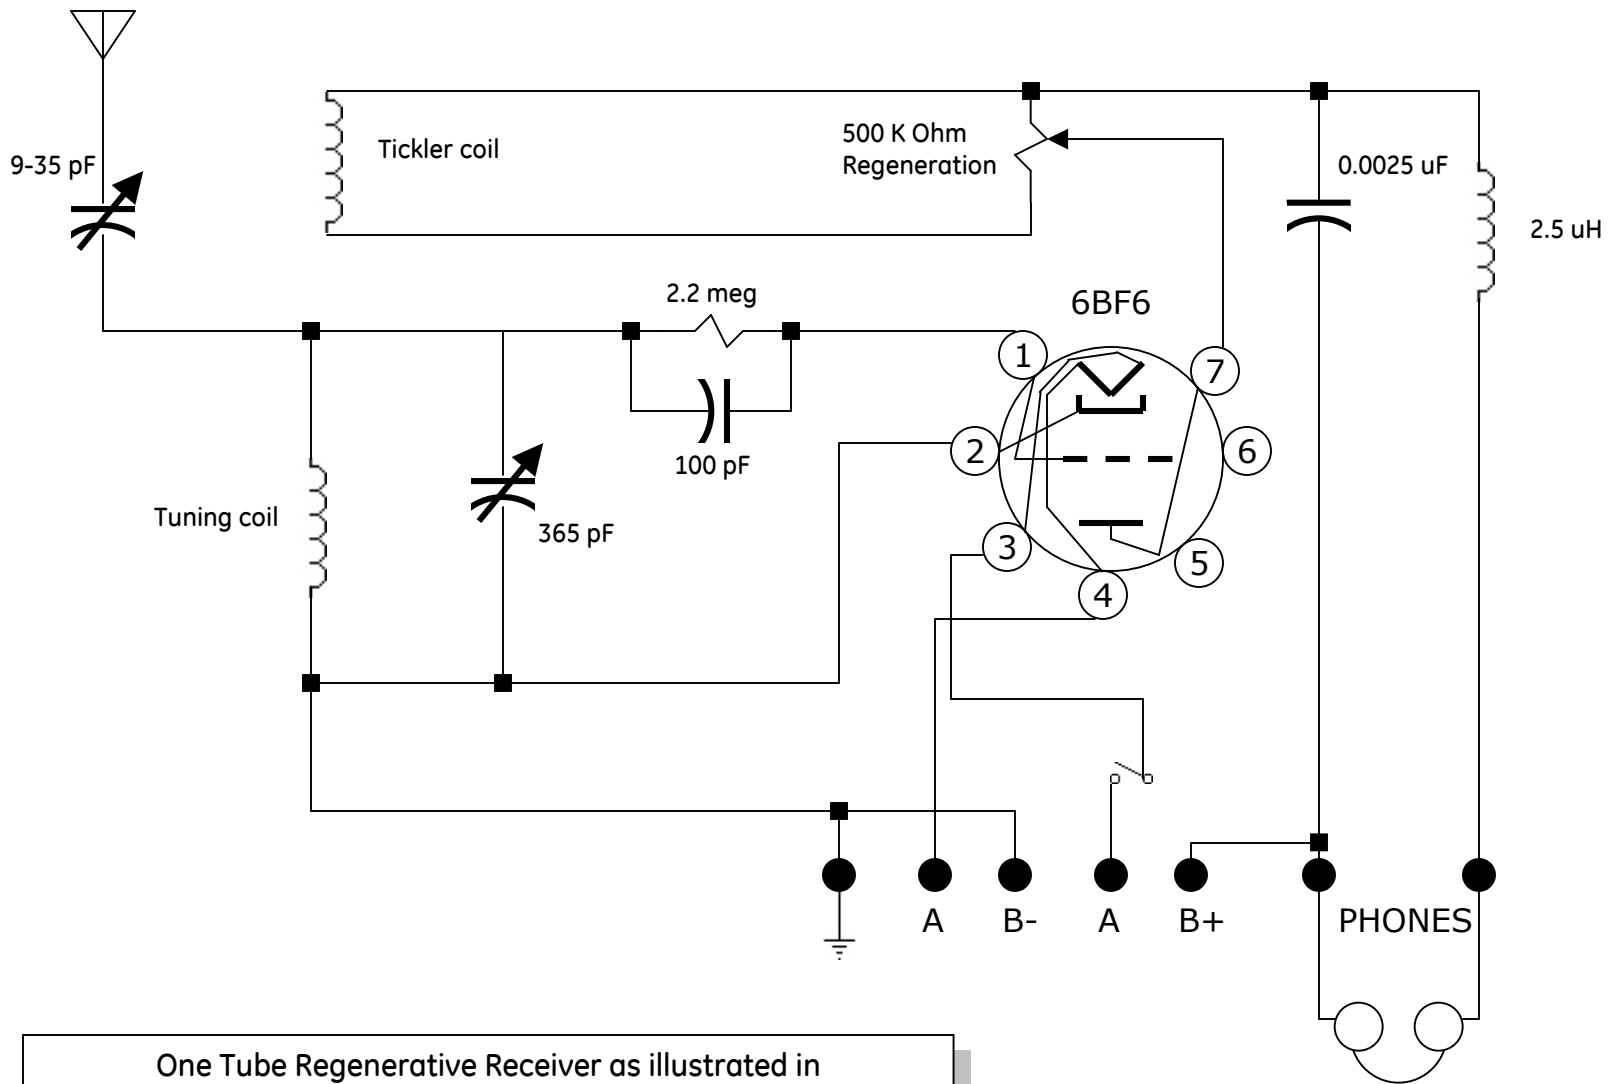 9-35 pF
Tickler coil
500 K Ohm
Regeneration
0.0025 uF
2.5 uH
2.2 meg
6BF6
1
7
2
6
100 pF
Tuning coil
365 pF
3
5
4
A
B-
A
B+
PHONES
One Tube Regenerative Receiver as illustrated in